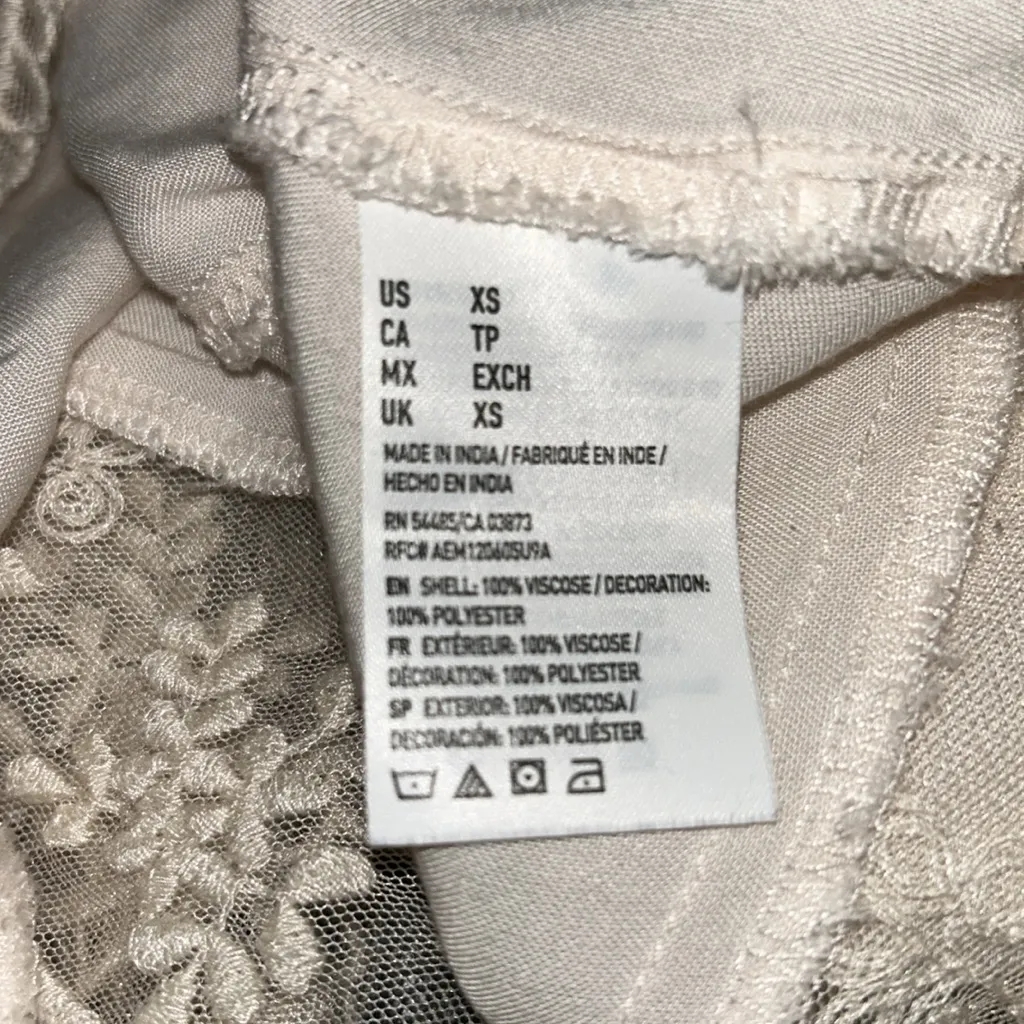 US XS
CA TP
MX EXCH
UK XS
MADE IN INDIA / FABRIQUÉ EN INDE /
HECHO EN INDIA
RN 54485/CA 03873
RFC# AEM120605U9A
EN SHELL: 100% VISCOSE / DECORATION:
100% POLYESTER
FR EXTÉRIEUR: 100% VISCOSE /
DÉCORATION: 100% POLYESTER
SP EXTERIOR: 100% VISCOSA /
DECORACIÓN: 100% POLIÉSTER